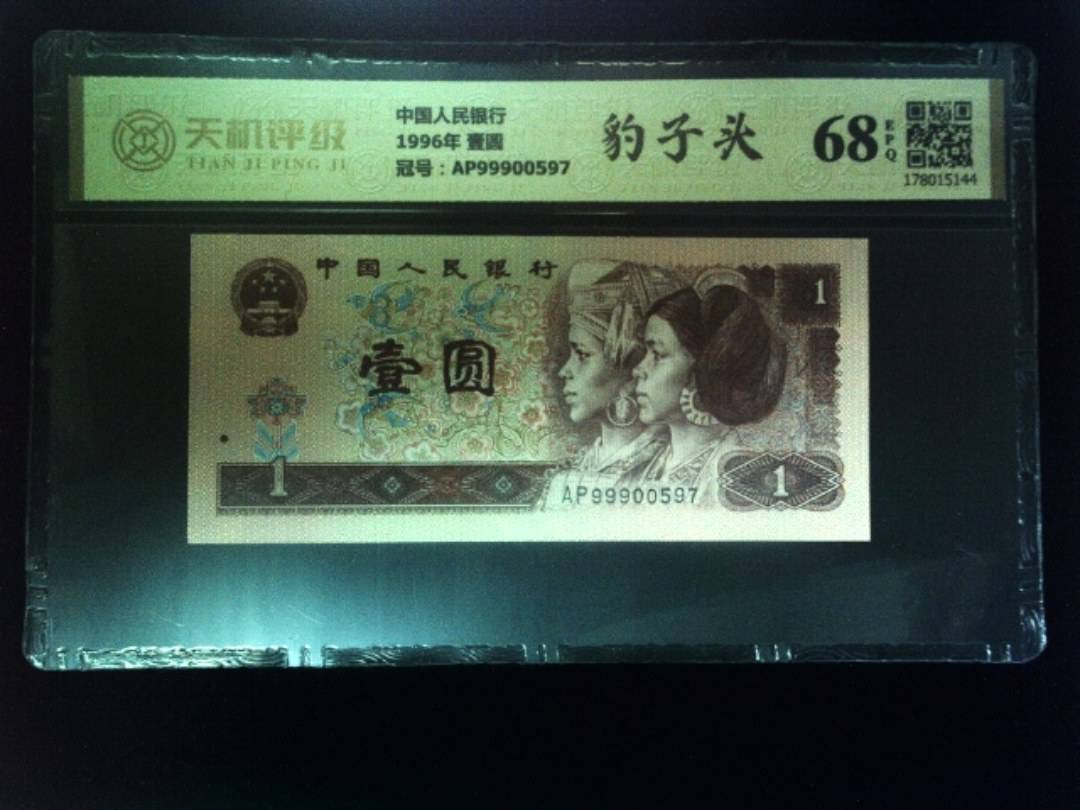 天机评级
TIAN JI PING JI
中国人民银行
1996年 壹圆
冠号：AP99900597
豹子头
68
EPQ
178015144
中国人民银行
1
壹圆
1
AP99900597
1